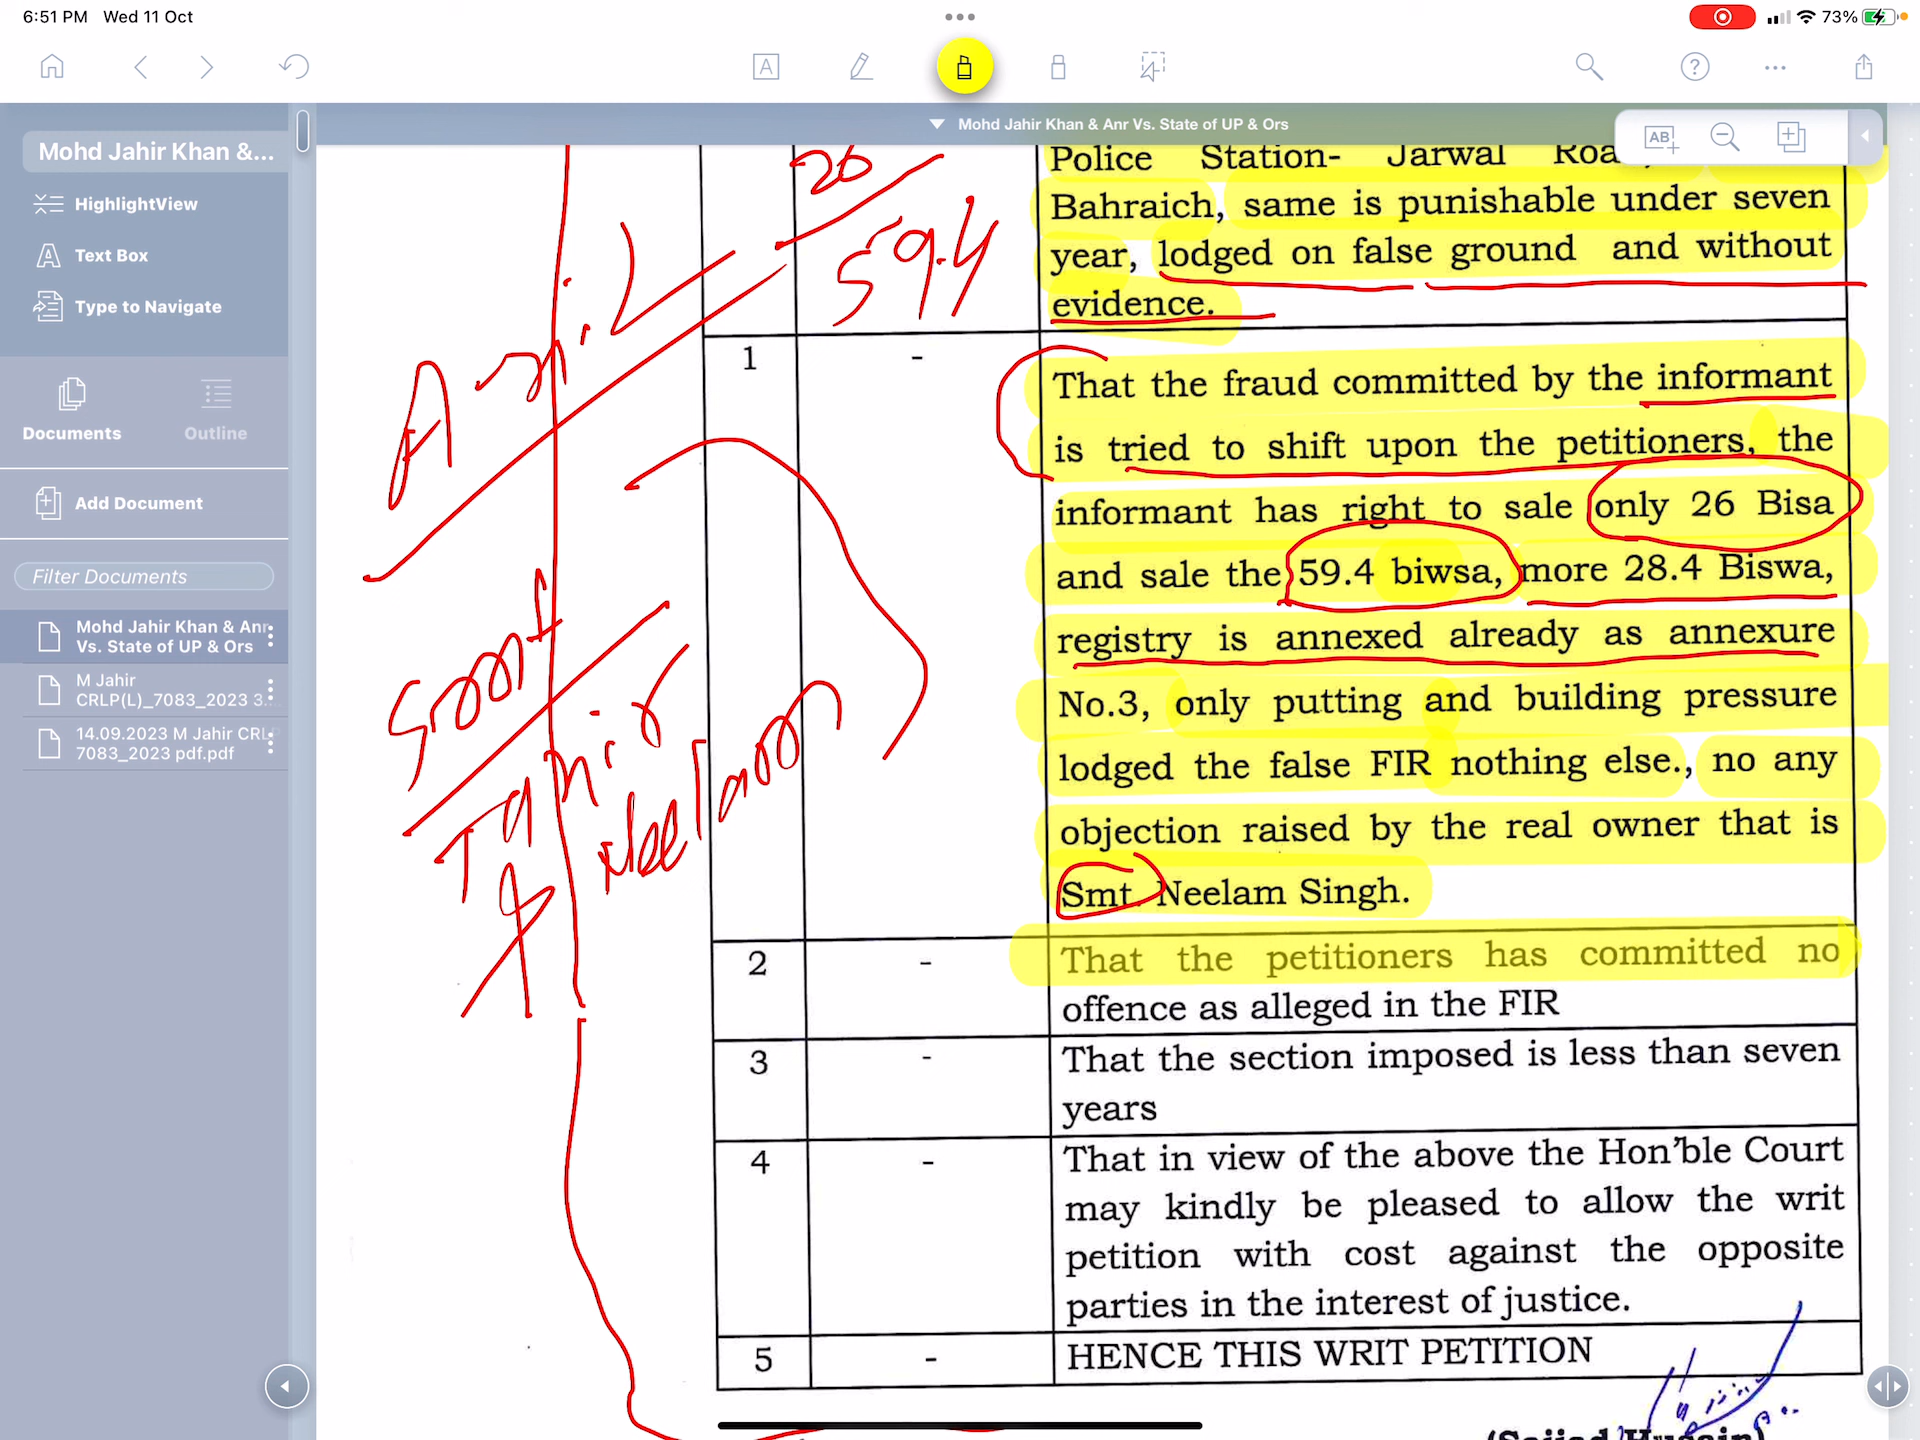 6:51 PM Wed 11 Oct
73%
A
?
Mohd Jahir Khan &...
HighlightView
Text Box
Type to Navigate
Documents
Outline
Add Document
Filter Documents
Mohd Jahir Khan & Anr
Vs. State of UP & Ors
M Jahir
CRLP(L)_7083_2023 3...
14.09.2023 M Jahir CRL
7083_2023 pdf.pdf
Mohd Jahir Khan & Anr Vs. State of UP & Ors
AB
Police Station- Jarwal Roa
Bahraich, same is punishable under seven
year, lodged on false ground and without
evidence.
26
59.4
1 -
That the fraud committed by the informant
is tried to shift upon the petitioners, the
informant has right to sale only 26 Bisa
and sale the 59.4 biwsa, more 28.4 Biswa,
registry is annexed already as annexure
No.3, only putting and building pressure
lodged the false FIR nothing else., no any
objection raised by the real owner that is
Smt. Neelam Singh.
2 -
That the petitioners has committed no
offence as alleged in the FIR
3 -
That the section imposed is less than seven
years
4 -
That in view of the above the Hon'ble Court
may kindly be pleased to allow the writ
petition with cost against the opposite
parties in the interest of justice.
5 -
HENCE THIS WRIT PETITION
(Sajjad Hussain)
Neelam